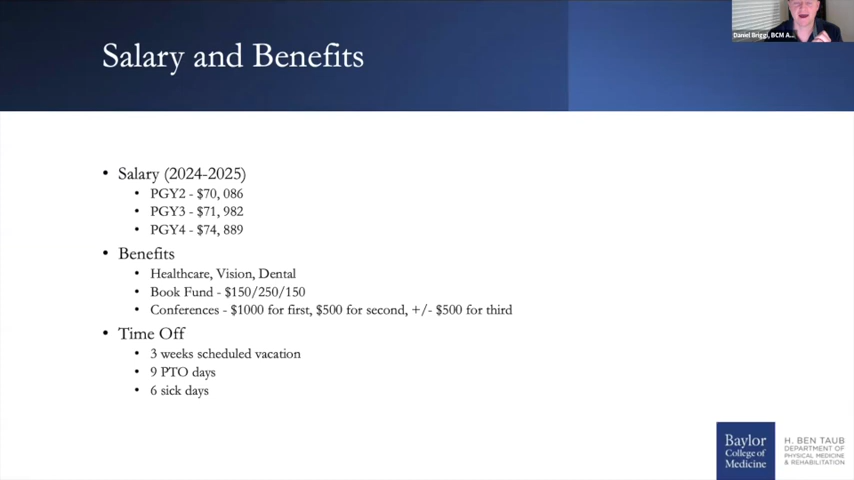 Salary and Benefits
Daniel Briggi, BCM A...
• Salary (2024-2025)
• PGY2 - $70, 086
• PGY3 - $71, 982
• PGY4 - $74, 889
• Benefits
• Healthcare, Vision, Dental
• Book Fund - $150/250/150
• Conferences - $1000 for first, $500 for second, +/- $500 for third
• Time Off
• 3 weeks scheduled vacation
• 9 PTO days
• 6 sick days
Baylor
College of
Medicine
H. BEN TAUB
DEPARTMENT OF
PHYSICAL MEDICINE
& REHABILITATION